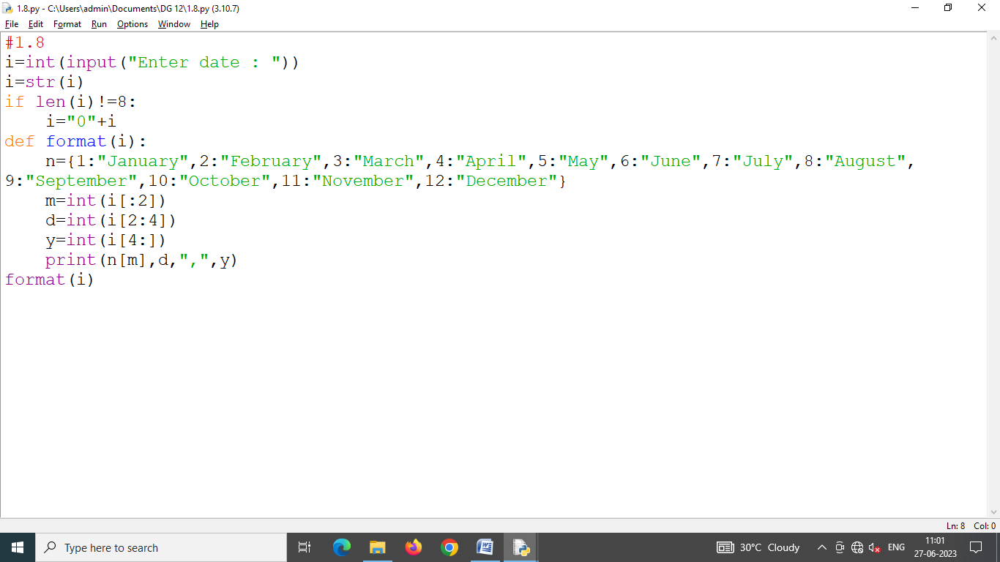 1.8.py - C:\Users\admin\Documents\DG 12\1.8.py (3.10.7)
File Edit Format Run Options Window Help
#1.8
i=int(input("Enter date : "))
i=str(i)
if len(i)!=8:
    i="0"+i
def format(i):
    n={1:"January",2:"February",3:"March",4:"April",5:"May",6:"June",7:"July",8:"August",
9:"September",10:"October",11:"November",12:"December"}
    m=int(i[:2])
    d=int(i[2:4])
    y=int(i[4:])
    print(n[m],d,",",y)
format(i)
Ln: 8 Col: 0
Type here to search
30°C Cloudy
ENG
11:01
27-06-2023